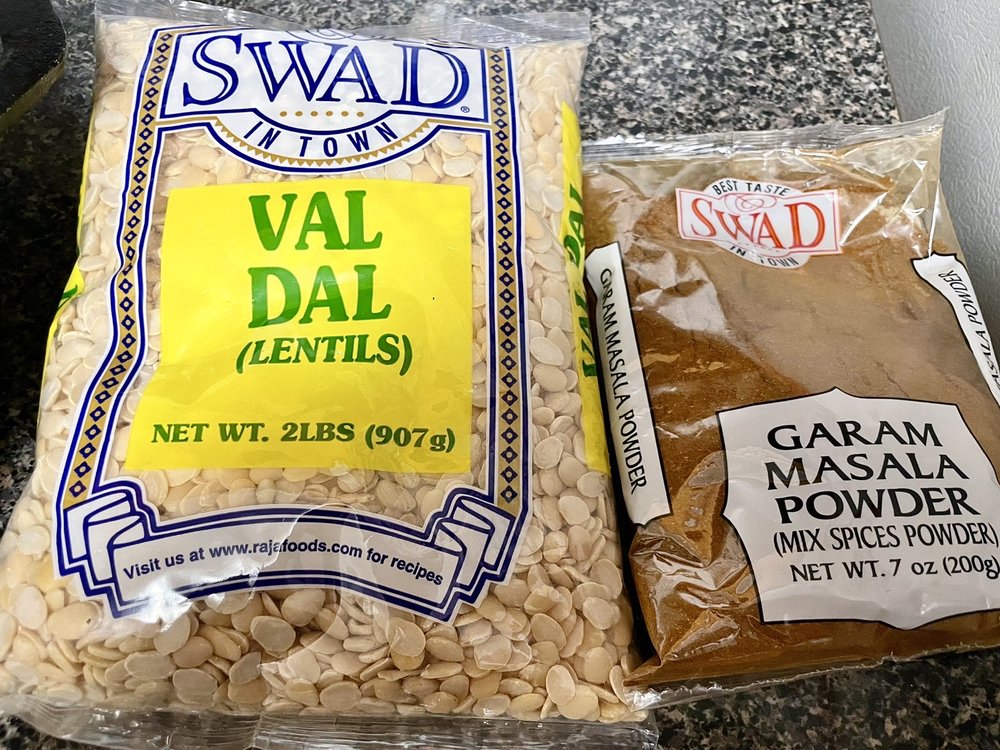 SWAD®
IN TOWN
VAL
DAL
(LENTILS)
NET WT. 2LBS (907g)
Visit us at www.rajafoods.com for recipes
VAL DAL
BEST TASTE
SWAD
IN TOWN
GARAM MASALA POWDER
GARAM
MASALA
POWDER
(MIX SPICES POWDER)
NET WT. 7 oz (200g)
MASALA POWDER